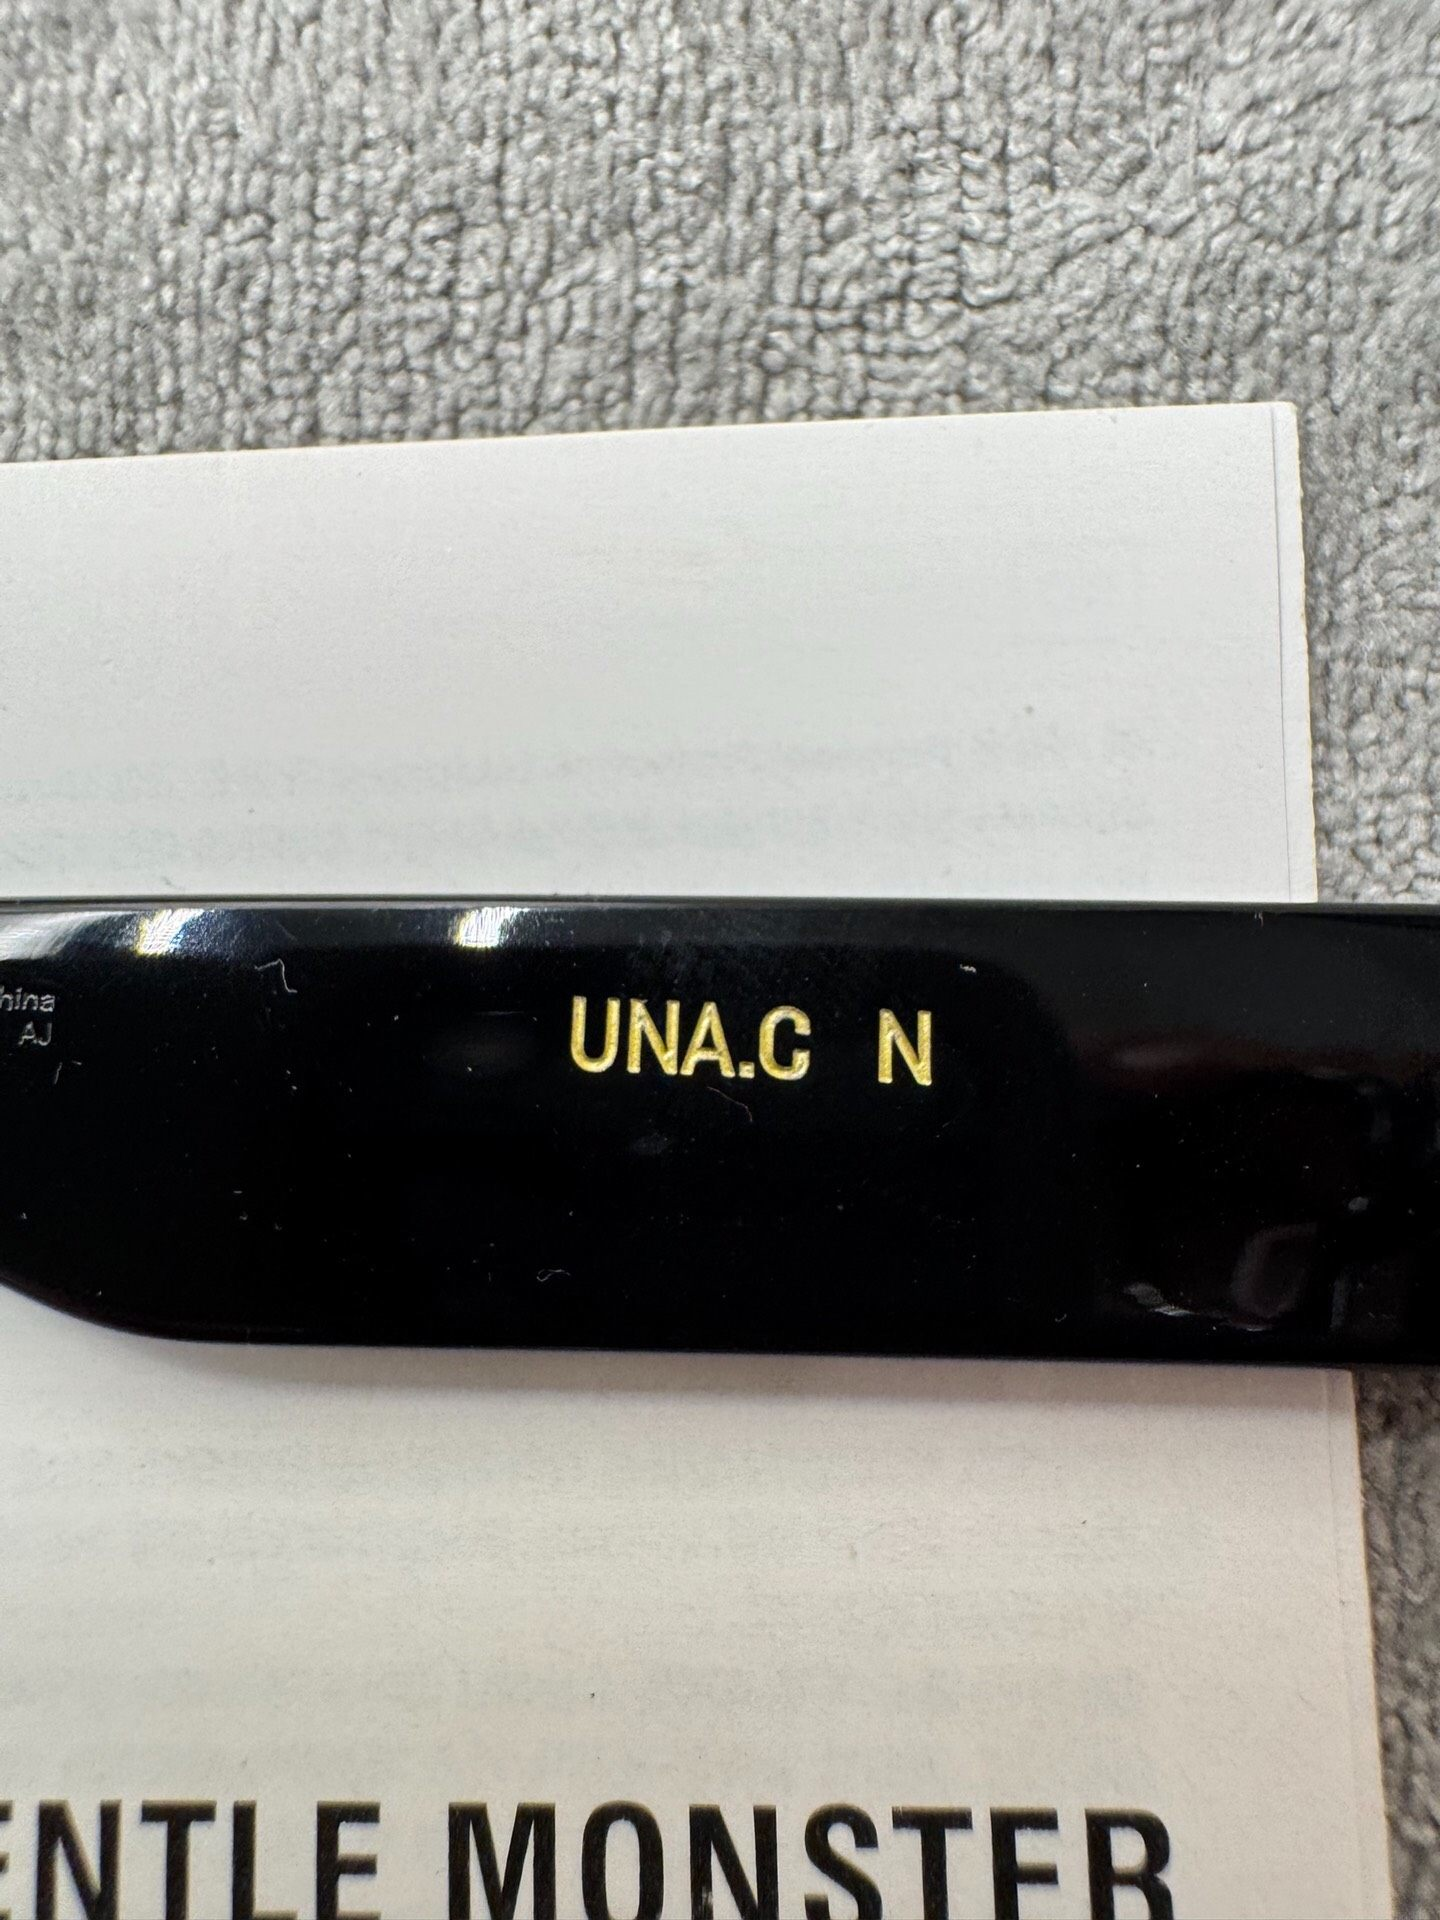 hina
AJ
UNA.C N
ENTLE MONSTER